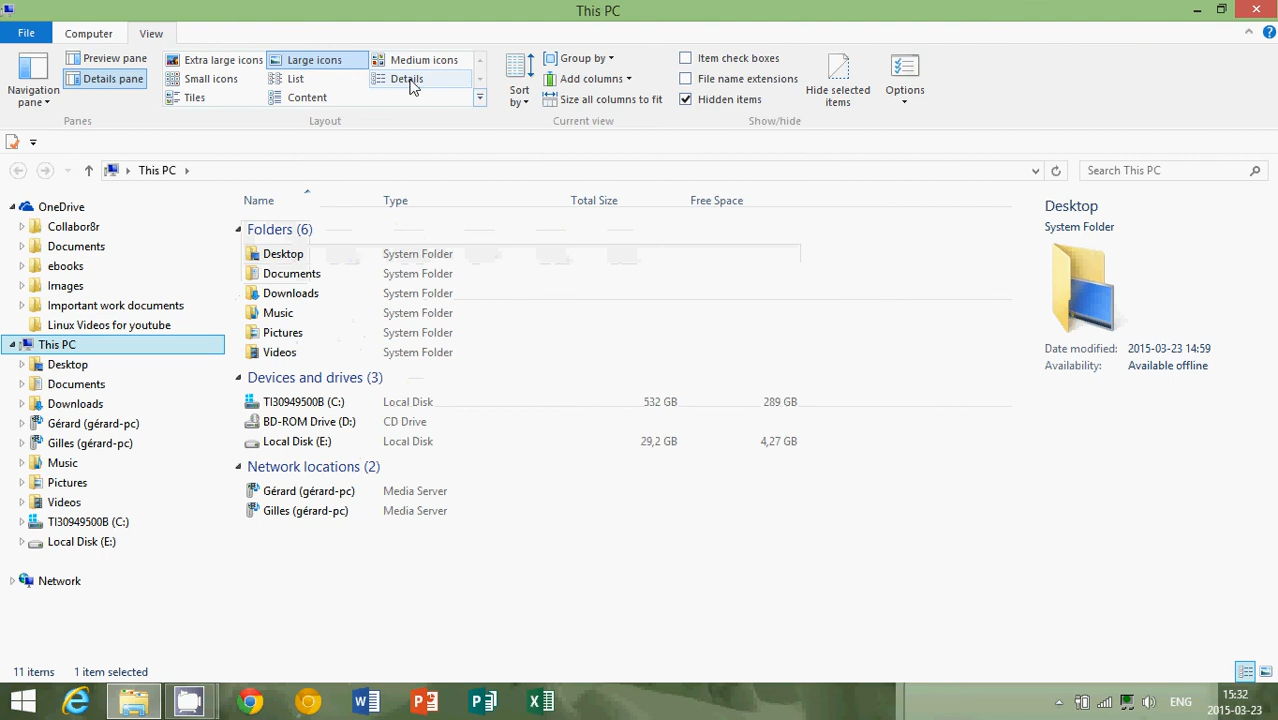 This PC
File Computer View
Navigation pane
Preview pane
Details pane
Panes
Extra large icons Large icons Medium icons
Small icons List Details
Tiles Content
Layout
Sort by
Group by
Add columns
Size all columns to fit
Current view
Item check boxes
File name extensions
Hidden items
Hide selected items
Show/hide
Options
This PC
Search This PC
OneDrive
Collabor8r
Documents
ebooks
Images
Important work documents
Linux Videos for youtube
This PC
Desktop
Documents
Downloads
Gérard (gérard-pc)
Gilles (gérard-pc)
Music
Pictures
Videos
TI30949500B (C:)
Local Disk (E:)
Network
Name Type Total Size Free Space
Folders (6)
Desktop System Folder
Documents System Folder
Downloads System Folder
Music System Folder
Pictures System Folder
Videos System Folder
Devices and drives (3)
TI30949500B (C:) Local Disk 532 GB 289 GB
BD-ROM Drive (D:) CD Drive
Local Disk (E:) Local Disk 29,2 GB 4,27 GB
Network locations (2)
Gérard (gérard-pc) Media Server
Gilles (gérard-pc) Media Server
Desktop
System Folder
Date modified: 2015-03-23 14:59
Availability: Available offline
11 items 1 item selected
ENG
15:32
2015-03-23